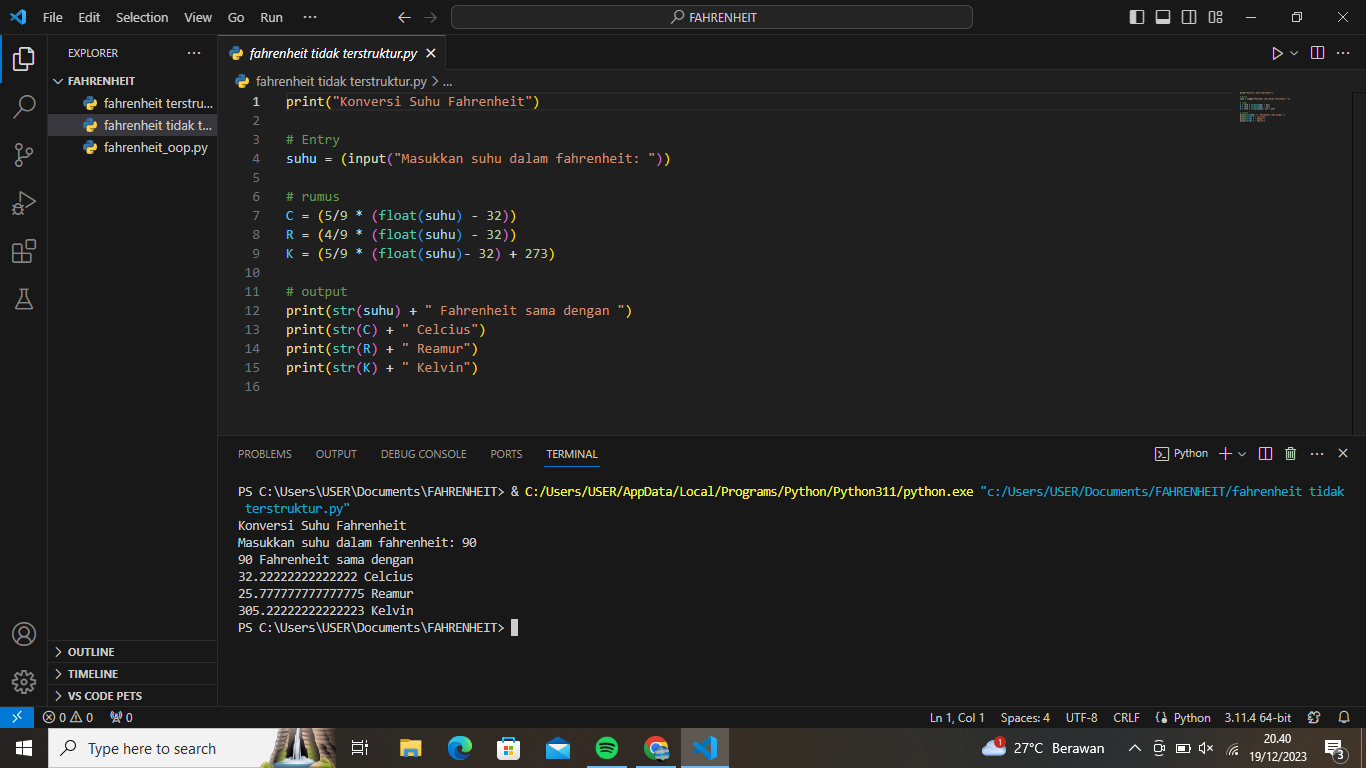 File Edit Selection View Go Run ···
FAHRENHEIT
EXPLORER ···
FAHRENHEIT
fahrenheit terstru...
fahrenheit tidak t...
fahrenheit_oop.py
OUTLINE
TIMELINE
VS CODE PETS
fahrenheit tidak terstruktur.py
fahrenheit tidak terstruktur.py > ...
1 print("Konversi Suhu Fahrenheit")
2
3 # Entry
4 suhu = (input("Masukkan suhu dalam fahrenheit: "))
5
6 # rumus
7 C = (5/9 * (float(suhu) - 32))
8 R = (4/9 * (float(suhu) - 32))
9 K = (5/9 * (float(suhu)- 32) + 273)
10
11 # output
12 print(str(suhu) + " Fahrenheit sama dengan ")
13 print(str(C) + " Celcius")
14 print(str(R) + " Reamur")
15 print(str(K) + " Kelvin")
16
PROBLEMS OUTPUT DEBUG CONSOLE PORTS TERMINAL
Python
PS C:\Users\USER\Documents\FAHRENHEIT> & C:/Users/USER/AppData/Local/Programs/Python/Python311/python.exe "c:/Users/USER/Documents/FAHRENHEIT/fahrenheit tidak
terstruktur.py"
Konversi Suhu Fahrenheit
Masukkan suhu dalam fahrenheit: 90
90 Fahrenheit sama dengan
32.22222222222222 Celcius
25.777777777777775 Reamur
305.22222222222223 Kelvin
PS C:\Users\USER\Documents\FAHRENHEIT>
0 0 0
Ln 1, Col 1 Spaces: 4 UTF-8 CRLF Python 3.11.4 64-bit
Type here to search
1
27°C Berawan
20.40
19/12/2023
3